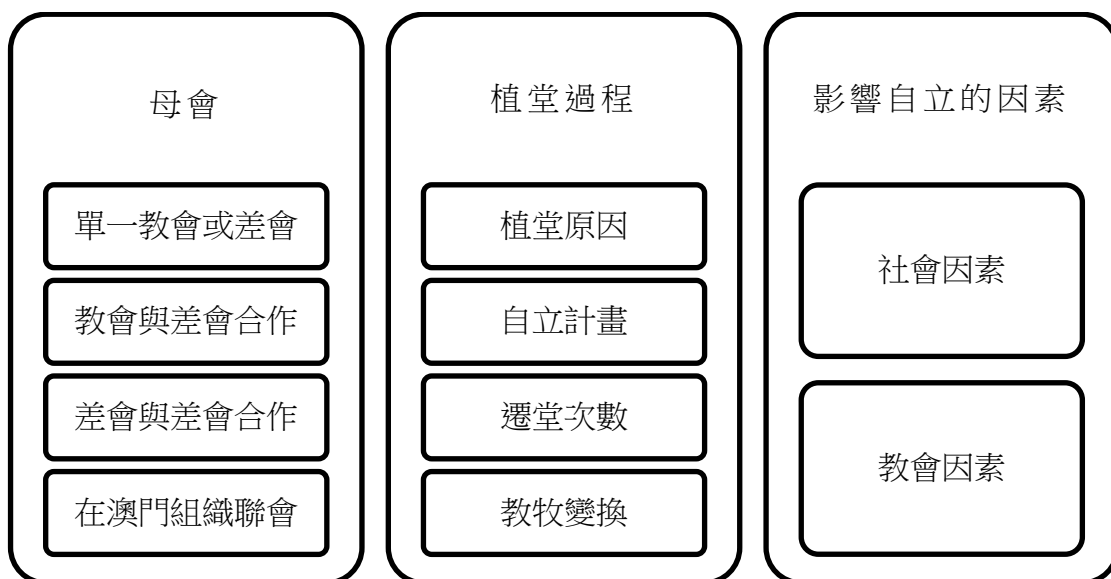 母會
單一教會或差會
教會與差會合作
差會與差會合作
在澳門組織聯會
植堂過程
植堂原因
自立計畫
遷堂次數
教牧變換
影響自立的因素
社會因素
教會因素